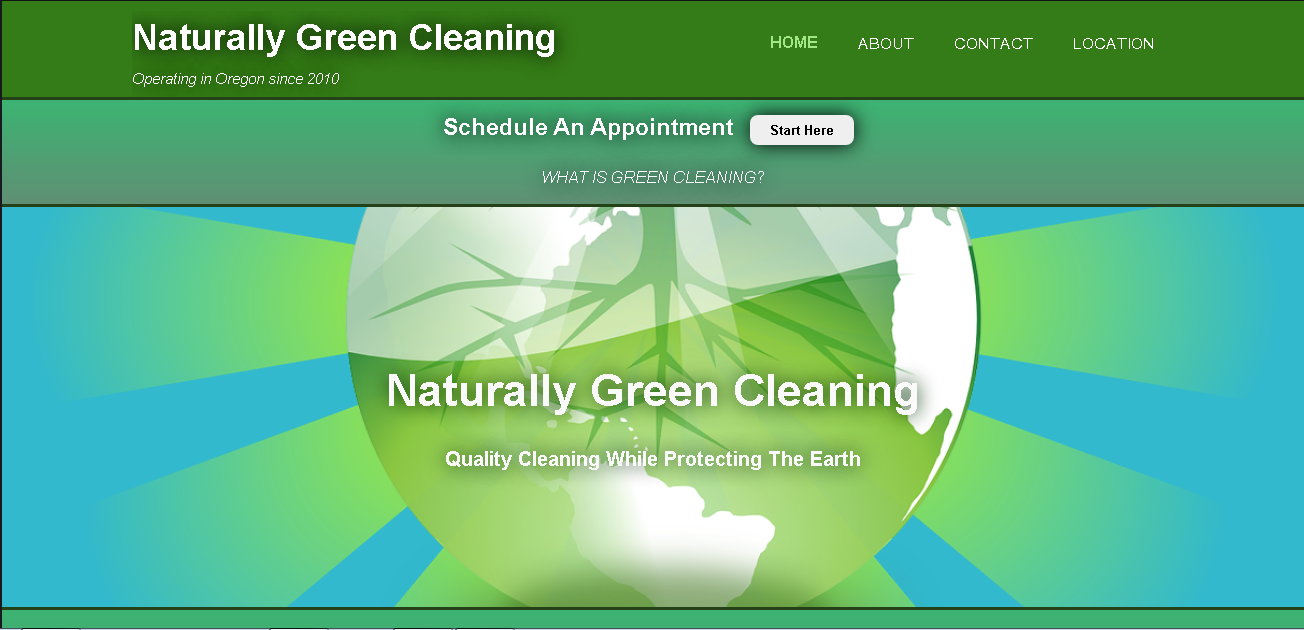 Naturally Green Cleaning
HOME ABOUT CONTACT LOCATION
Operating in Oregon since 2010
Schedule An Appointment Start Here
WHAT IS GREEN CLEANING?
Naturally Green Cleaning
Quality Cleaning While Protecting The Earth